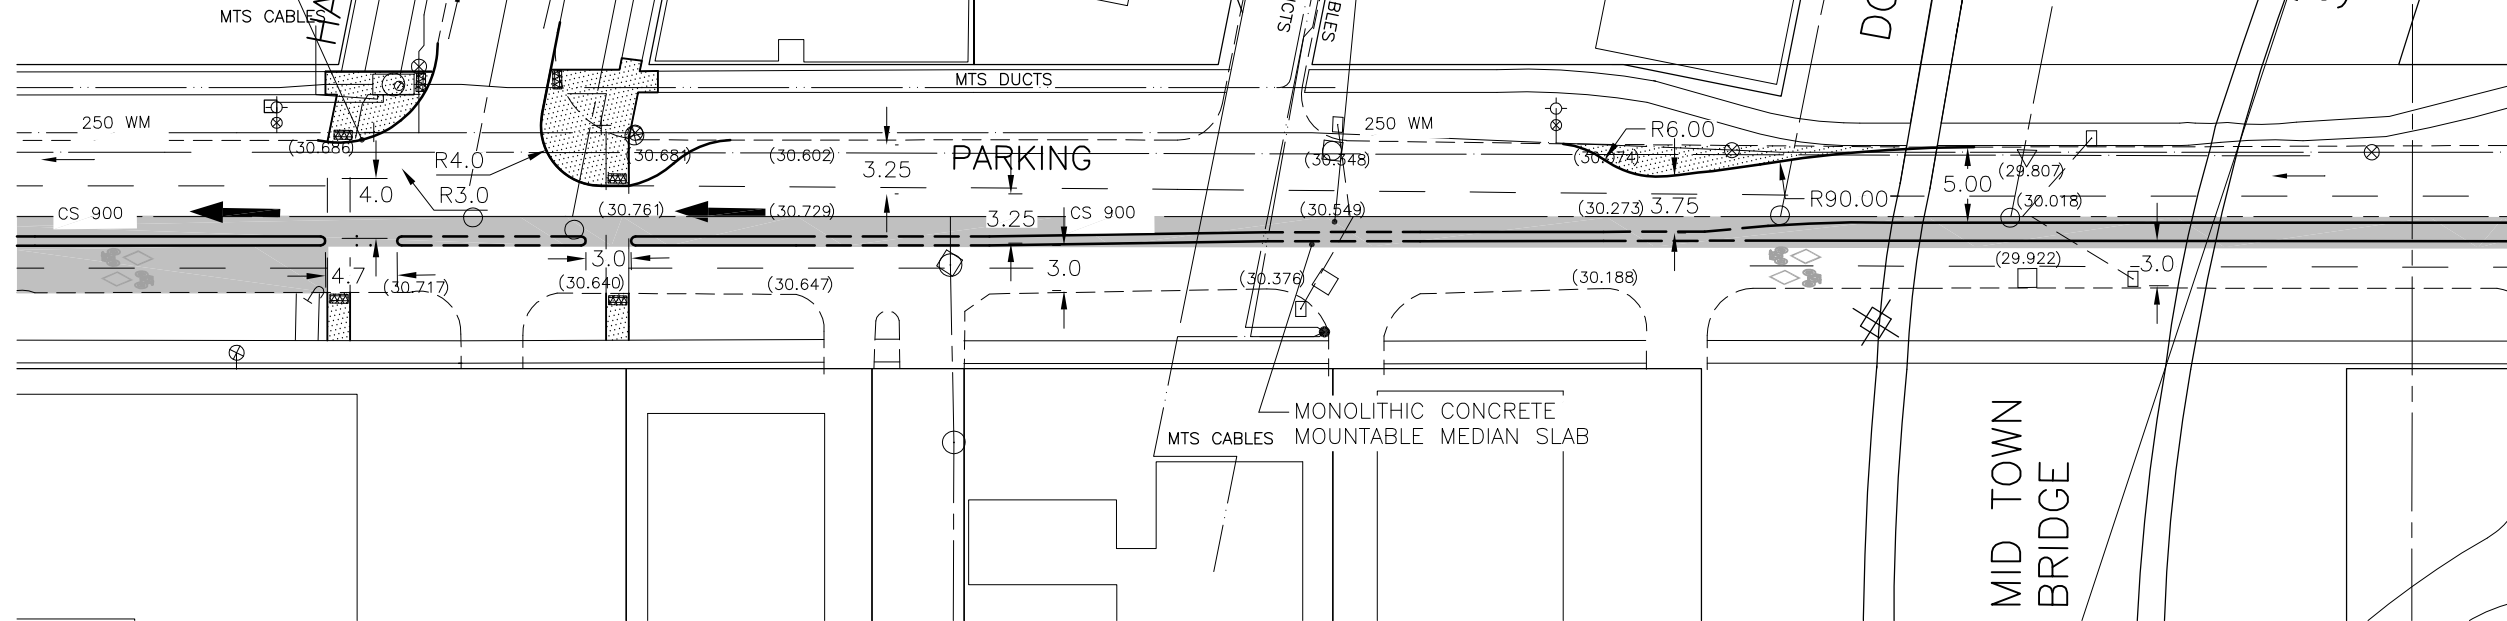 MTS CABLES
HA
DUCTS
DO
MTS DUCTS
250 WM
250 WM
(30.686)
R4.0
R3.0
4.0
(30.681)
(30.602)
3.25
PARKING
(30.348)
R6.00
3.75
R90.00
5.00
(29.807)
(30.018)
CS 900
(30.761)
(30.729)
3.25
CS 900
(30.549)
(30.273)
4.7
(30.717)
3.0
(30.640)
(30.647)
3.0
(30.376)
(30.188)
(29.922)
3.0
MONOLITHIC CONCRETE
MOUNTABLE MEDIAN SLAB
MTS CABLES
MID TOWN
BRIDGE